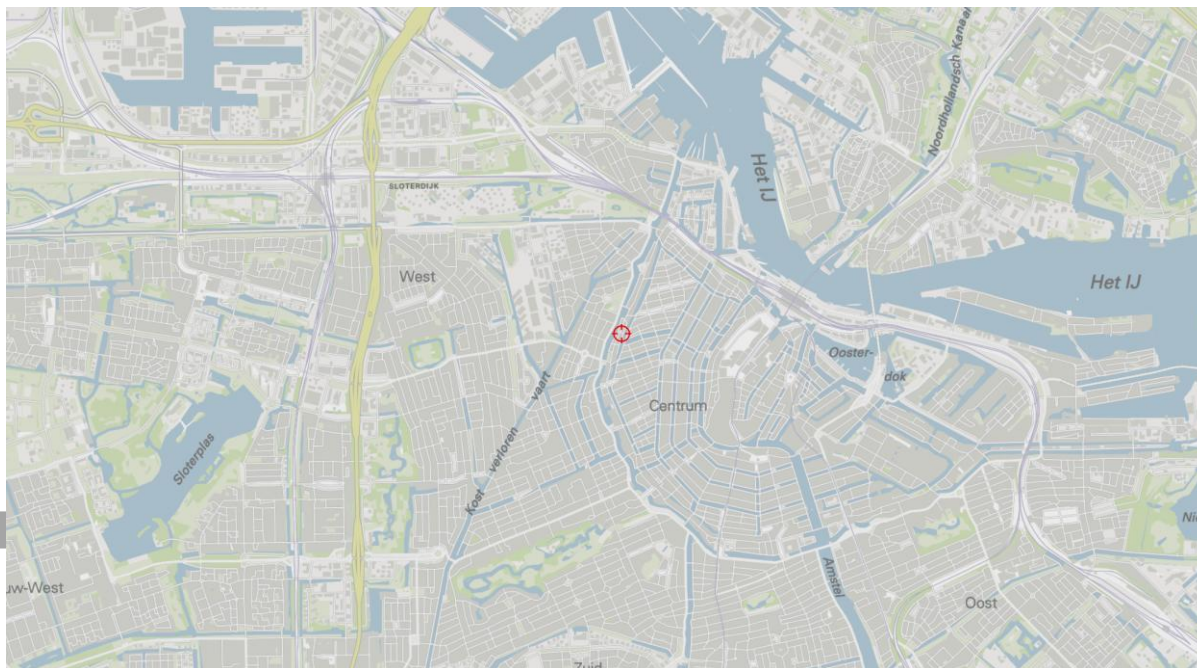 Noordhollandsch Kanaal
Het IJ
SLOTERDIJK
West
Het IJ
Ooster-
dok
Centrum
Kost verloren vaart
Sloterplas
Amstel
uw-West
Oost
Zuid